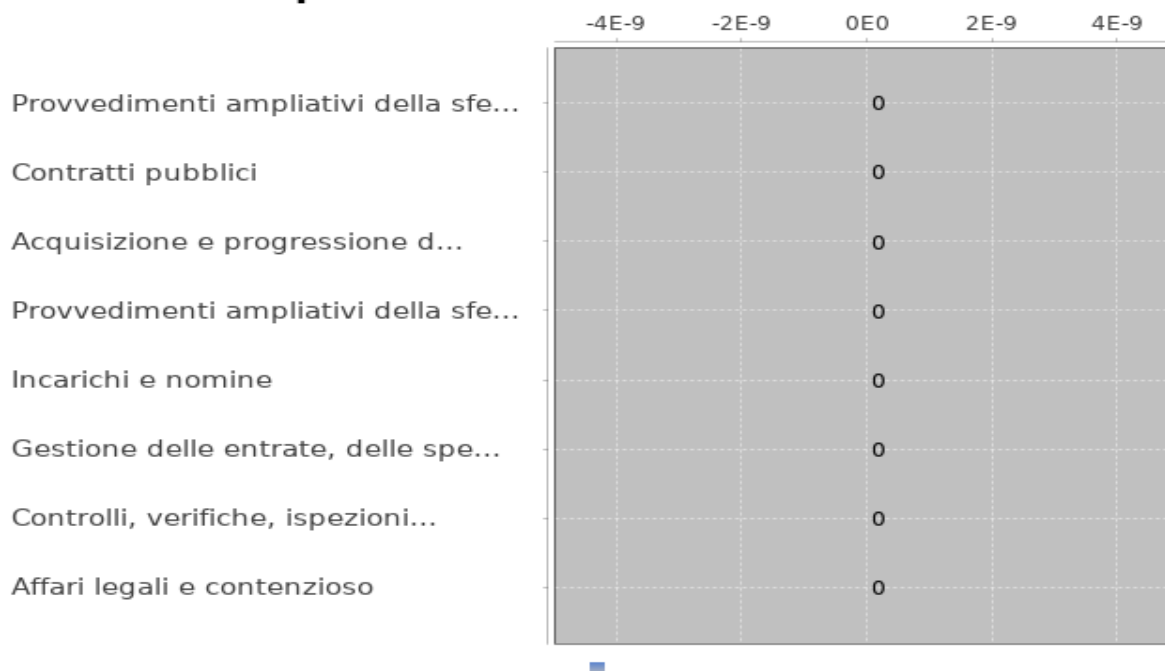 -4E-9 -2E-9 0E0 2E-9 4E-9
Provvedimenti ampliativi della sfe... 0
Contratti pubblici 0
Acquisizione e progressione d... 0
Provvedimenti ampliativi della sfe... 0
Incarichi e nomine 0
Gestione delle entrate, delle spe... 0
Controlli, verifiche, ispezioni... 0
Affari legali e contenzioso 0